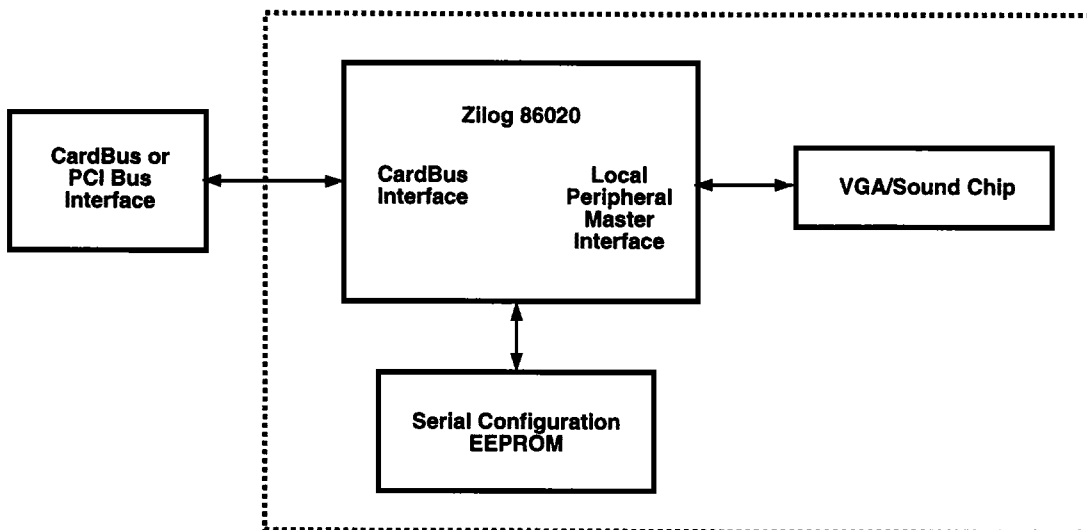 Zilog 86020
CardBus or
PCI Bus
Interface
CardBus
Interface
Local
Peripheral
Master
Interface
VGA/Sound Chip
Serial Configuration
EEPROM